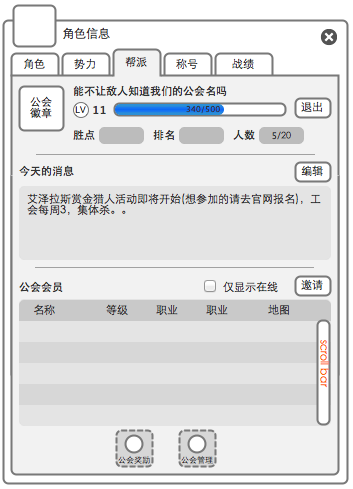 角色信息
角色 势力 帮派 称号 战绩
公会徽章
能不让敌人知道我们的公会名吗
LV 11 340/500 退出
胜点 排名 人数 5/20
今天的消息 编辑
艾泽拉斯赏金猎人活动即将开始(想参加的请去官网报名)，工
会每周3，集体杀。。
公会会员 仅显示在线 邀请
名称 等级 职业 职业 地图
scroll bar
公会奖励 公会管理